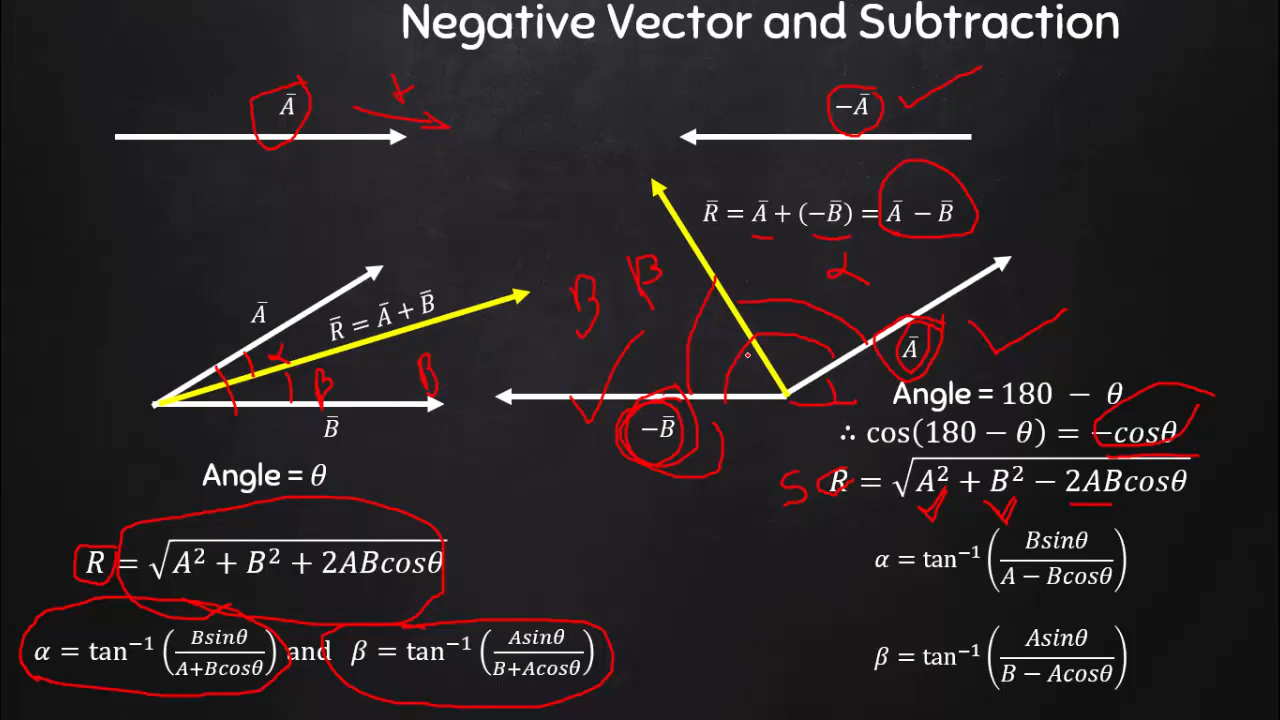 Negative Vector and Subtraction
Ā
+
−Ā
R̄ = Ā + (−B̄) = Ā − B̄
α
β
B
Ā
R̄ = Ā + B̄
α
β
B
B̄
Ā
−B̄
Angle = θ
Angle = 180 − θ
∴ cos(180 − θ) = −cosθ
S R = √(A² + B² − 2ABcosθ)
R = √(A² + B² + 2ABcosθ)
α = tan⁻¹(Bsinθ / A − Bcosθ)
α = tan⁻¹(Bsinθ / A+Bcosθ) and β = tan⁻¹(Asinθ / B+Acosθ)
β = tan⁻¹(Asinθ / B − Acosθ)